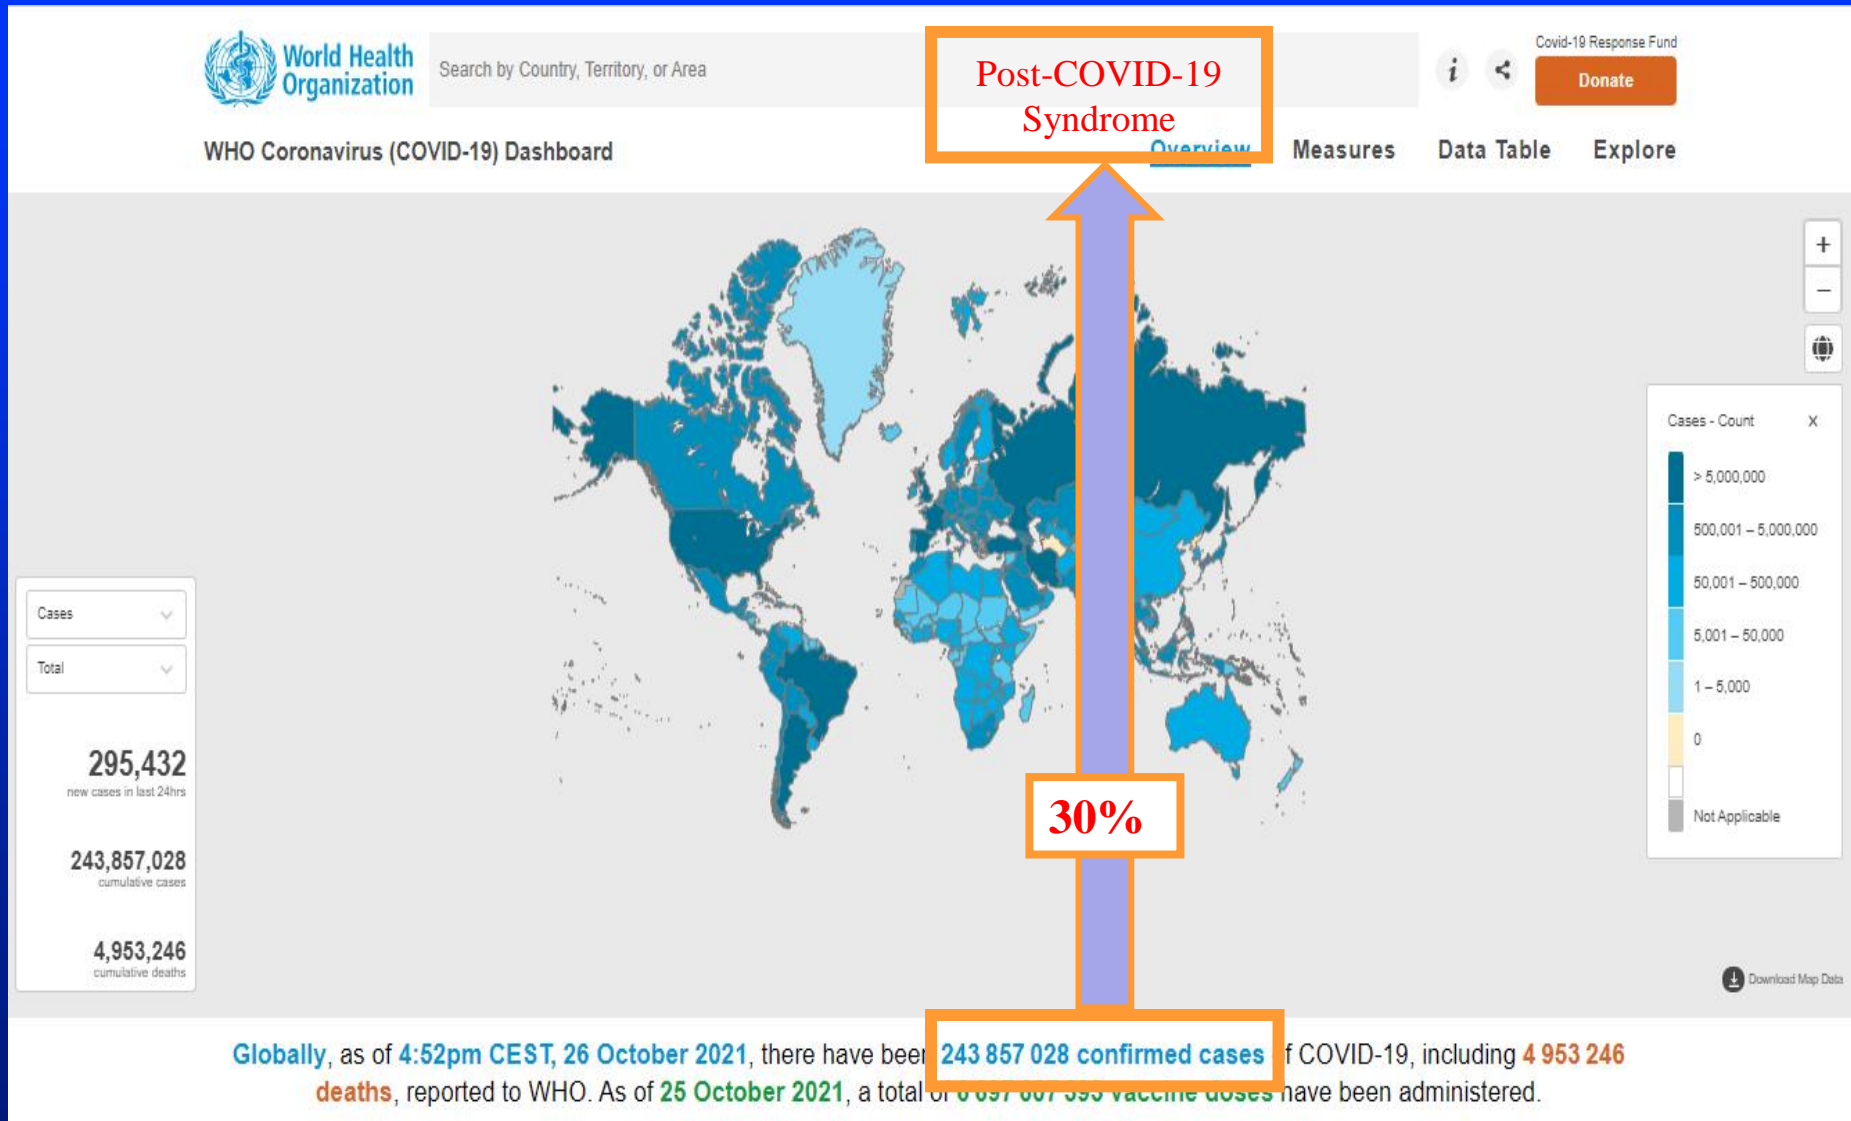 World Health
Organization
Search by Country, Territory, or Area
Post-COVID-19
Syndrome
i
Covid-19 Response Fund
Donate
WHO Coronavirus (COVID-19) Dashboard
Overview
Measures
Data Table
Explore
+
−
Cases - Count
X
> 5,000,000
500,001 – 5,000,000
50,001 – 500,000
5,001 – 50,000
1 – 5,000
0
Not Applicable
Cases
Total
295,432
new cases in last 24hrs
243,857,028
cumulative cases
4,953,246
cumulative deaths
30%
Download Map Data
Globally, as of 4:52pm CEST, 26 October 2021, there have been 243 857 028 confirmed cases of COVID-19, including 4 953 246
deaths, reported to WHO. As of 25 October 2021, a total of vaccine doses have been administered.